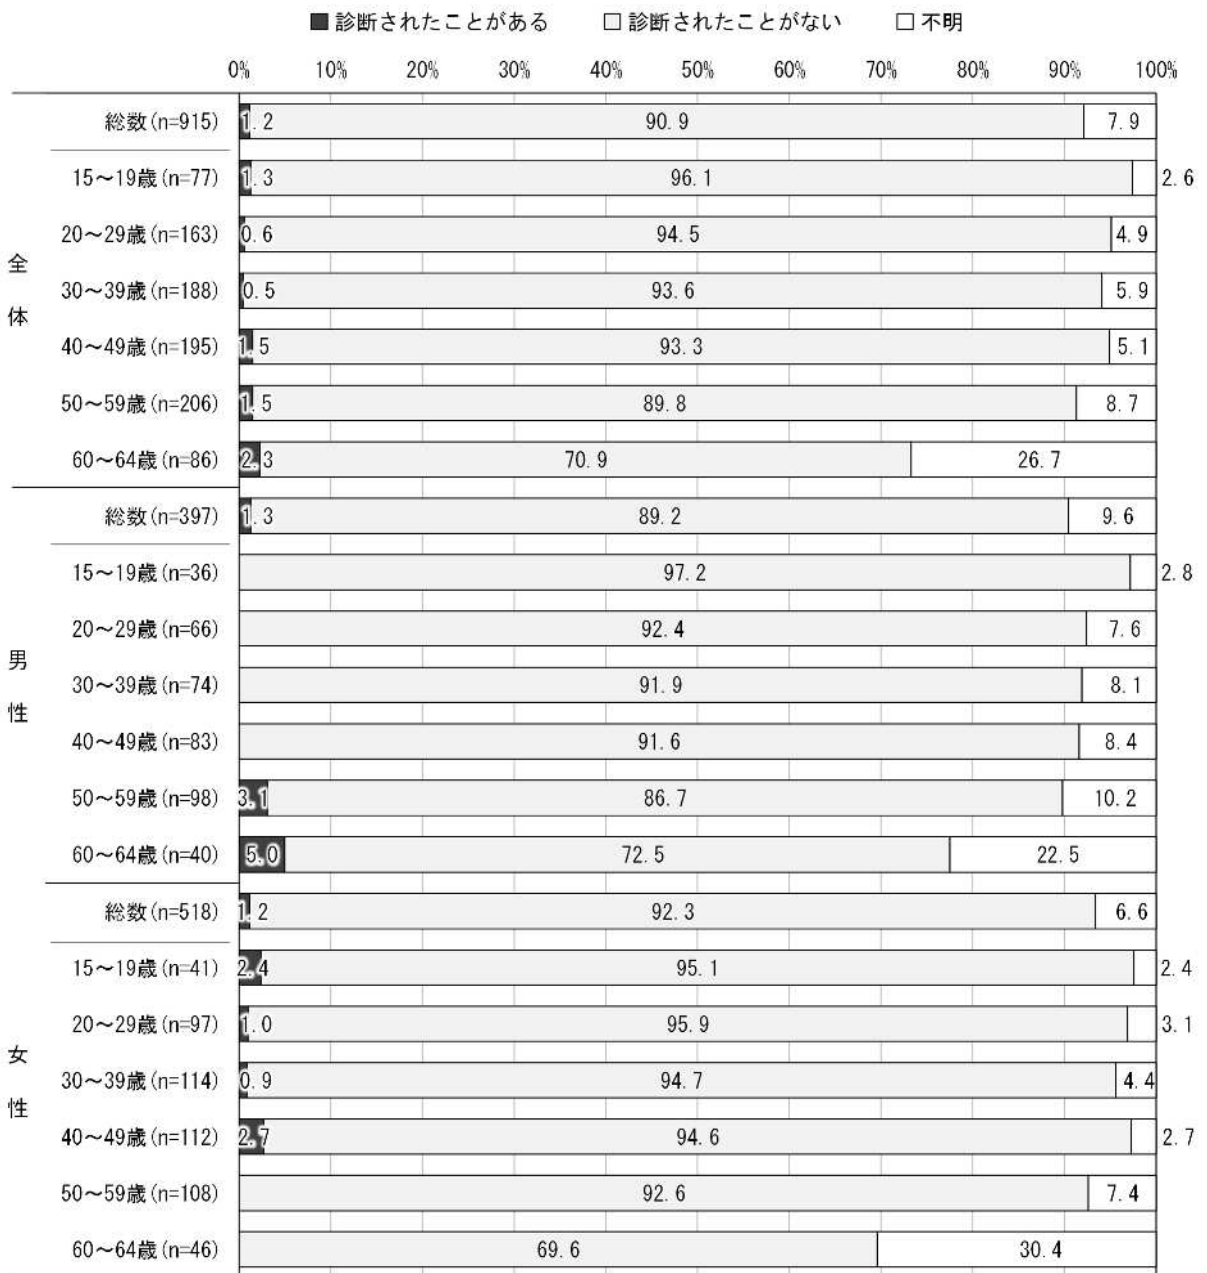 ■ 診断されたことがある □ 診断されたことがない □ 不明
0% 10% 20% 30% 40% 50% 60% 70% 80% 90% 100%
全体
総数(n=915) 1.2 90.9 7.9
15～19歳(n=77) 1.3 96.1 2.6
20～29歳(n=163) 0.6 94.5 4.9
30～39歳(n=188) 0.5 93.6 5.9
40～49歳(n=195) 1.5 93.3 5.1
50～59歳(n=206) 1.5 89.8 8.7
60～64歳(n=86) 2.3 70.9 26.7
男性
総数(n=397) 1.3 89.2 9.6
15～19歳(n=36) 97.2 2.8
20～29歳(n=66) 92.4 7.6
30～39歳(n=74) 91.9 8.1
40～49歳(n=83) 91.6 8.4
50～59歳(n=98) 3.1 86.7 10.2
60～64歳(n=40) 5.0 72.5 22.5
女性
総数(n=518) 1.2 92.3 6.6
15～19歳(n=41) 2.4 95.1 2.4
20～29歳(n=97) 1.0 95.9 3.1
30～39歳(n=114) 0.9 94.7 4.4
40～49歳(n=112) 2.7 94.6 2.7
50～59歳(n=108) 92.6 7.4
60～64歳(n=46) 69.6 30.4